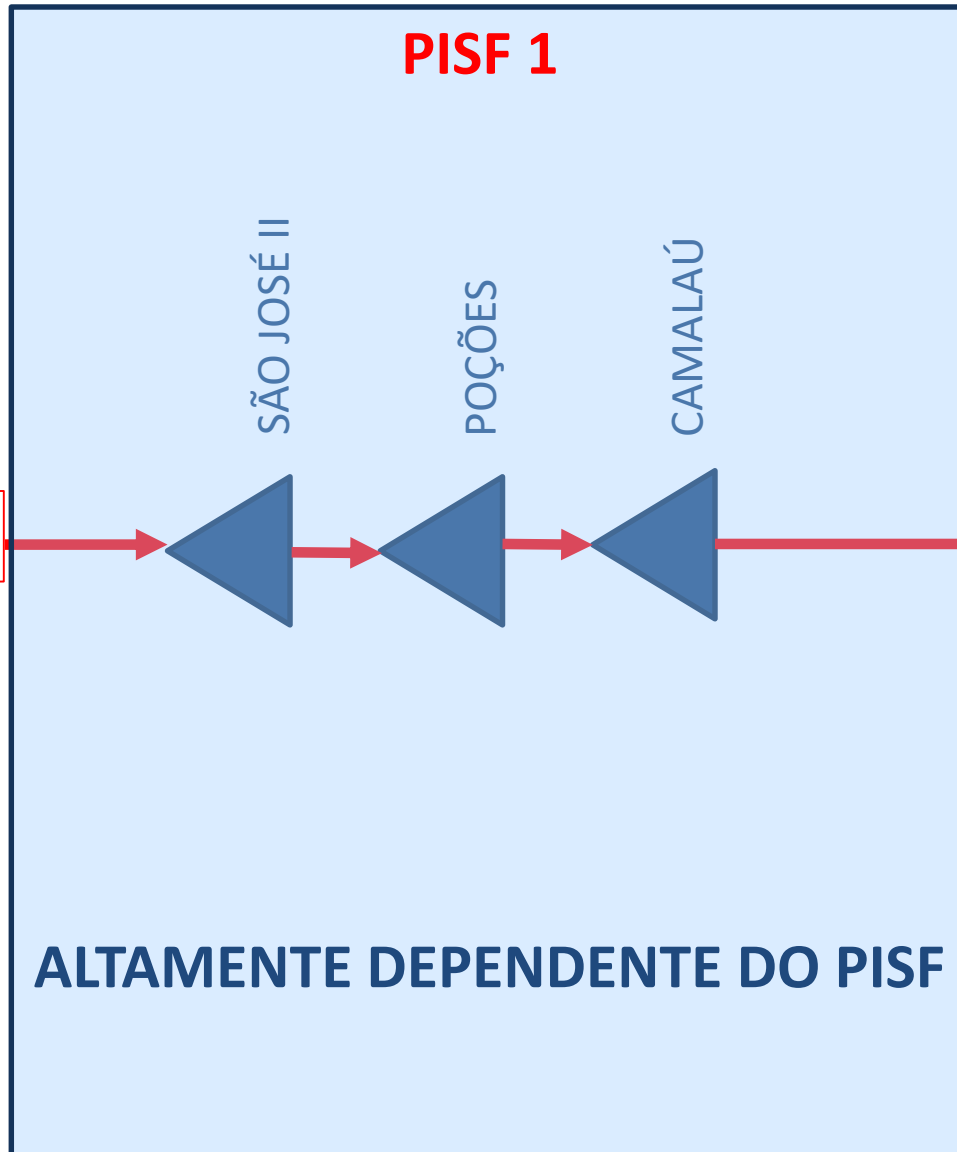 PISF 1
SÃO JOSÉ II
POÇÕES
CAMALAÚ
ALTAMENTE DEPENDENTE DO PISF